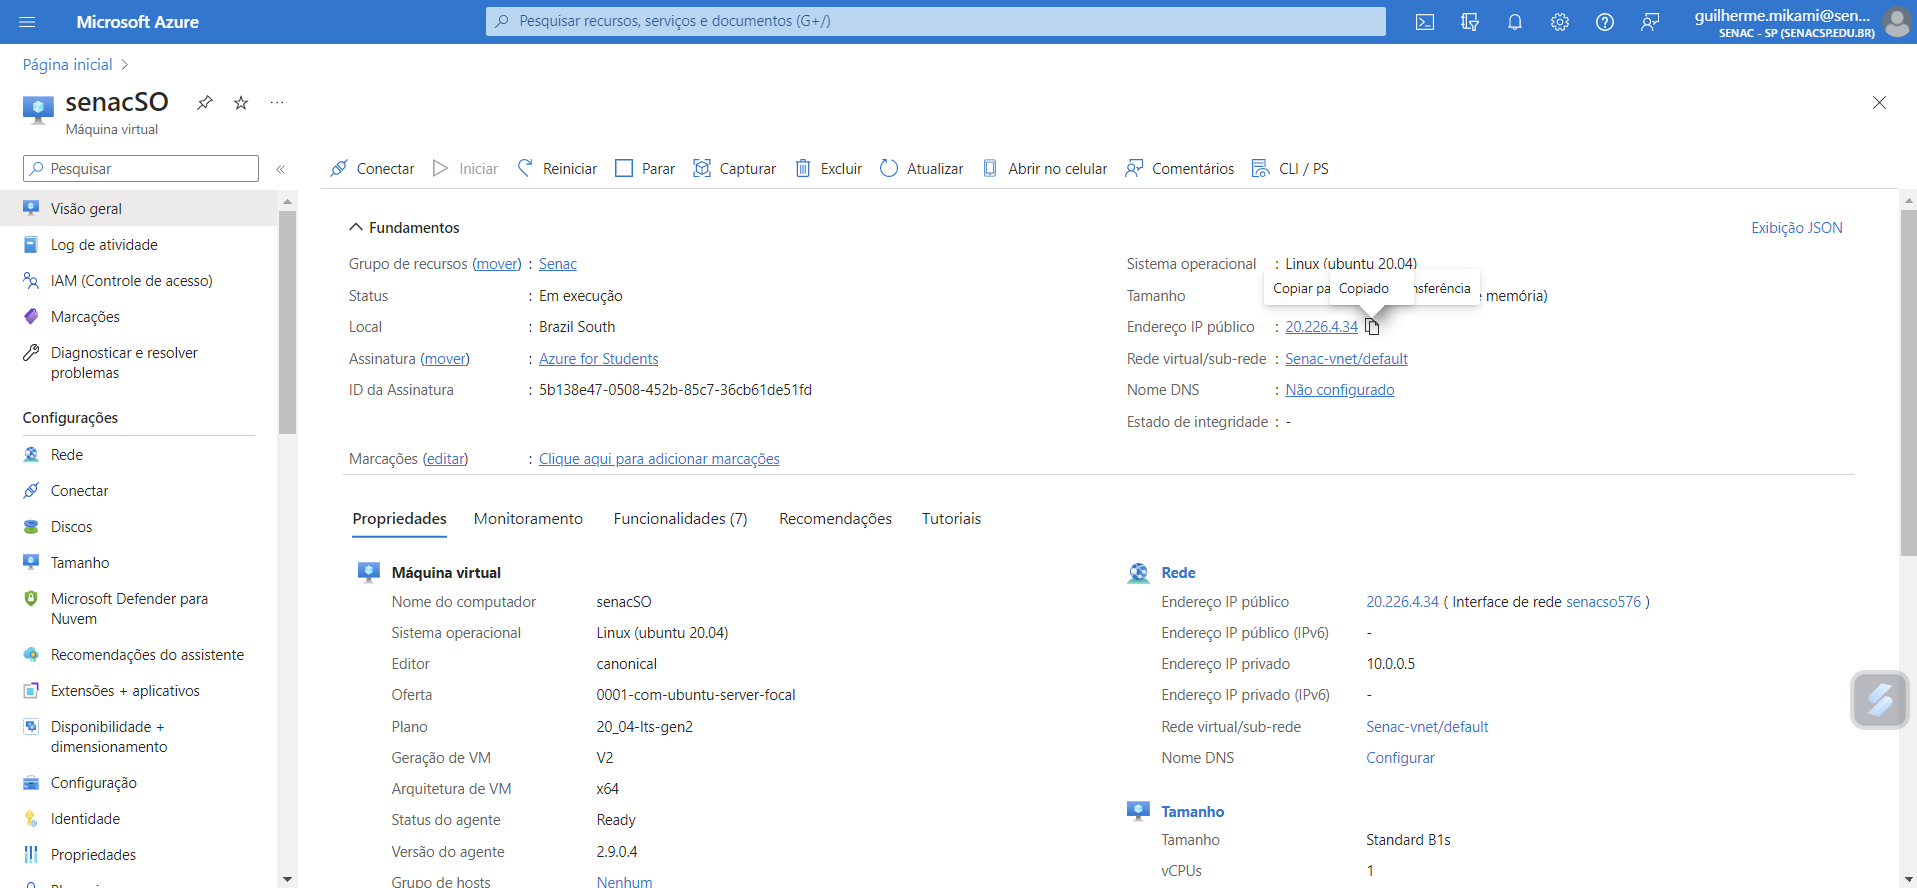 Microsoft Azure
Pesquisar recursos, serviços e documentos (G+/)
guilherme.mikami@sen...
SENAC - SP (SENACSP.EDU.BR)
Página inicial
senacSO
Máquina virtual
Pesquisar
Conectar
Iniciar
Reiniciar
Parar
Capturar
Excluir
Atualizar
Abrir no celular
Comentários
CLI / PS
Visão geral
Log de atividade
IAM (Controle de acesso)
Marcações
Diagnosticar e resolver
problemas
Configurações
Rede
Conectar
Discos
Tamanho
Microsoft Defender para
Nuvem
Recomendações do assistente
Extensões + aplicativos
Disponibilidade +
dimensionamento
Configuração
Identidade
Propriedades
Fundamentos
Exibição JSON
Grupo de recursos (mover) : Senac
Status : Em execução
Local : Brazil South
Assinatura (mover) : Azure for Students
ID da Assinatura : 5b138e47-0508-452b-85c7-36cb61de51fd
Sistema operacional : Linux (ubuntu 20.04)
Tamanho
Copiar pa
Copiado
nsferência
memória)
Endereço IP público : 20.226.4.34
Rede virtual/sub-rede : Senac-vnet/default
Nome DNS : Não configurado
Estado de integridade : -
Marcações (editar) : Clique aqui para adicionar marcações
Propriedades
Monitoramento
Funcionalidades (7)
Recomendações
Tutoriais
Máquina virtual
Nome do computador senacSO
Sistema operacional Linux (ubuntu 20.04)
Editor canonical
Oferta 0001-com-ubuntu-server-focal
Plano 20_04-lts-gen2
Geração de VM V2
Arquitetura de VM x64
Status do agente Ready
Versão do agente 2.9.0.4
Grupo de hosts Nenhum
Rede
Endereço IP público 20.226.4.34 ( Interface de rede senacso576 )
Endereço IP público (IPv6) -
Endereço IP privado 10.0.0.5
Endereço IP privado (IPv6) -
Rede virtual/sub-rede Senac-vnet/default
Nome DNS Configurar
Tamanho
Tamanho Standard B1s
vCPUs 1